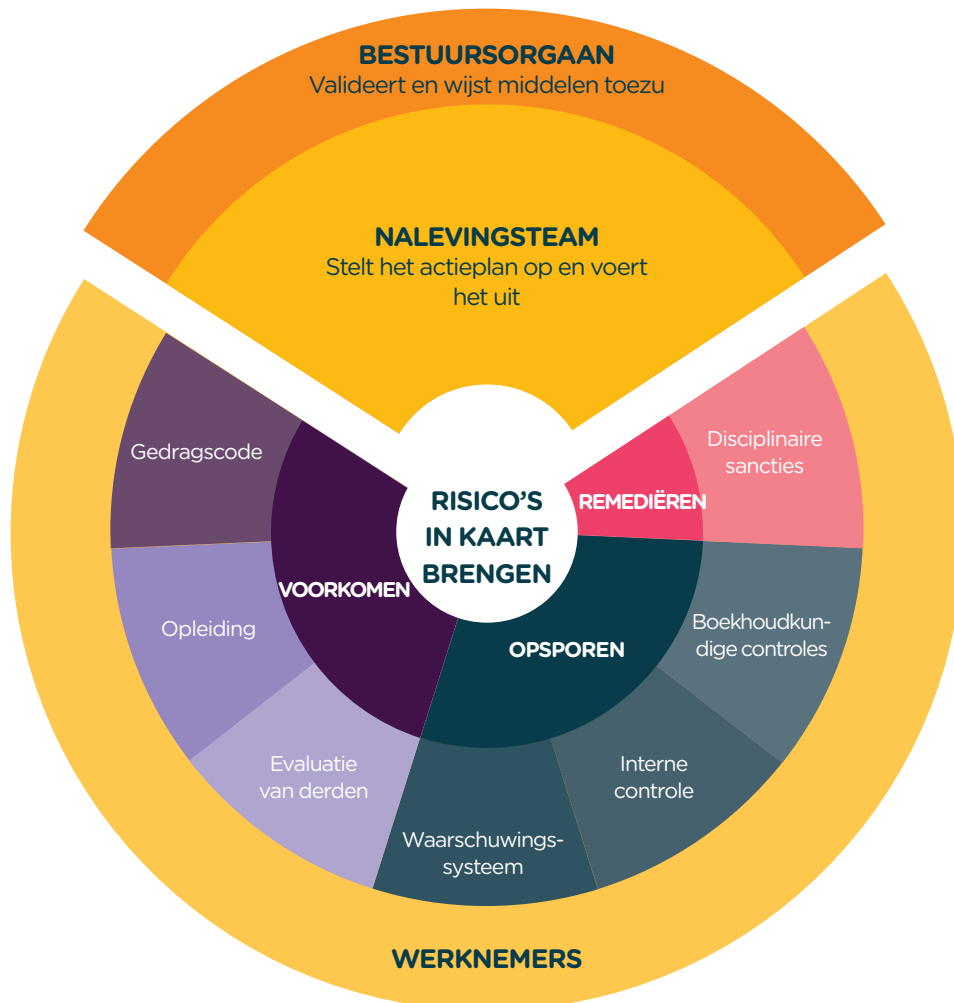 BESTUURSORGAAN
Valideert en wijst middelen toezu
NALEVINGSTEAM
Stelt het actieplan op en voert
het uit
Gedragscode
Disciplinaire
sancties
RISICO'S
IN KAART
BRENGEN
REMEDIËREN
VOORKOMEN
Opleiding
OPSPOREN
Boekhoudkun-
dige controles
Evaluatie
van derden
Interne
controle
Waarschuwings-
systeem
WERKNEMERS